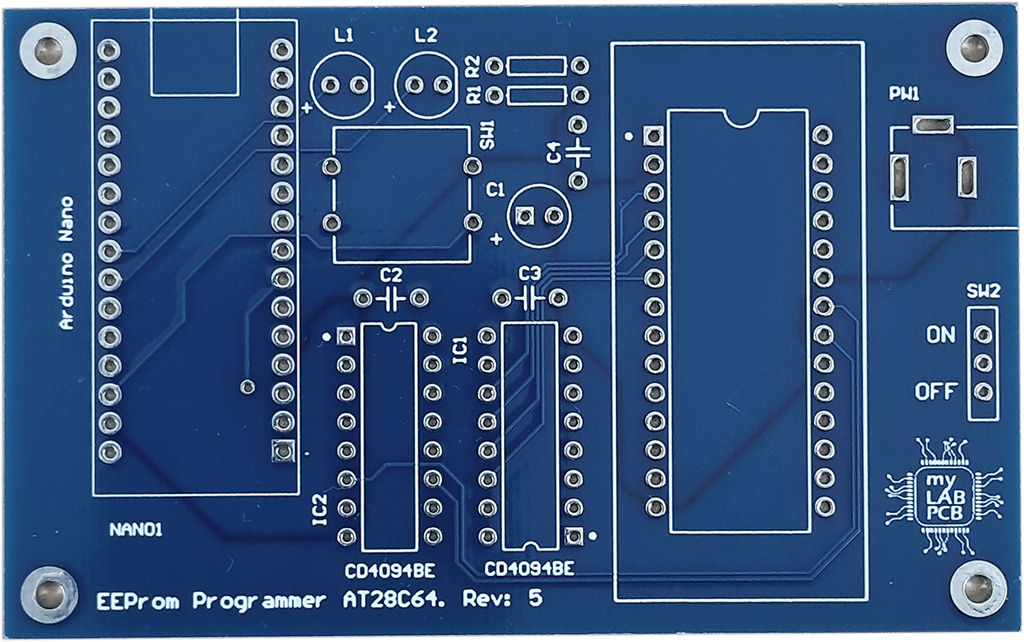 L1
L2
R2
R1
SW1
C4
C1
+
+
+
PW1
Arduino Nano
C2
C3
IC1
SW2
ON
OFF
IC2
my
LAB
PCB
NANO1
CD4094BE
CD4094BE
EEProm Programmer AT28C64. Rev: 5